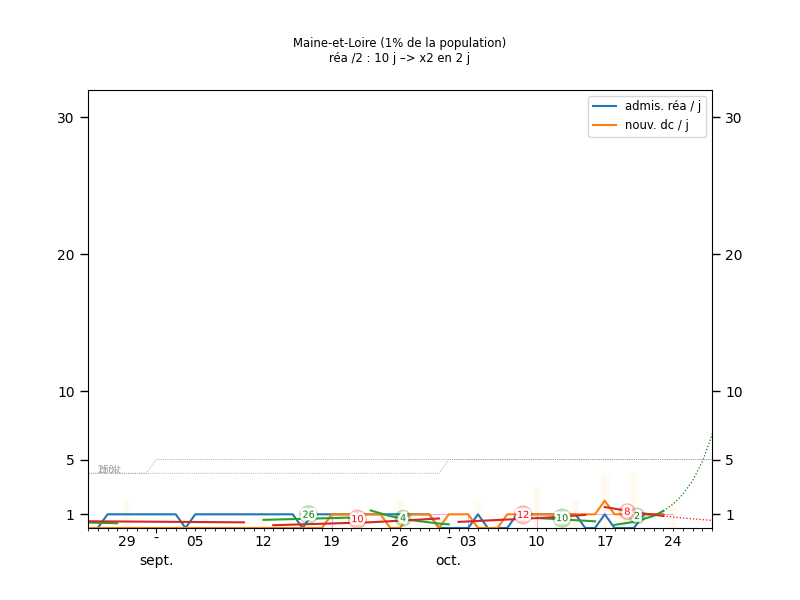 Maine-et-Loire (1% de la population)
réa /2 : 10 j –> x2 en 2 j
admis. réa / j
nouv. dc / j
30 30
20 20
10 10
5 5
1 1
26 10 4 12 10 8 2
29 - 05 12 19 26 - 03 10 17 24
sept. oct.